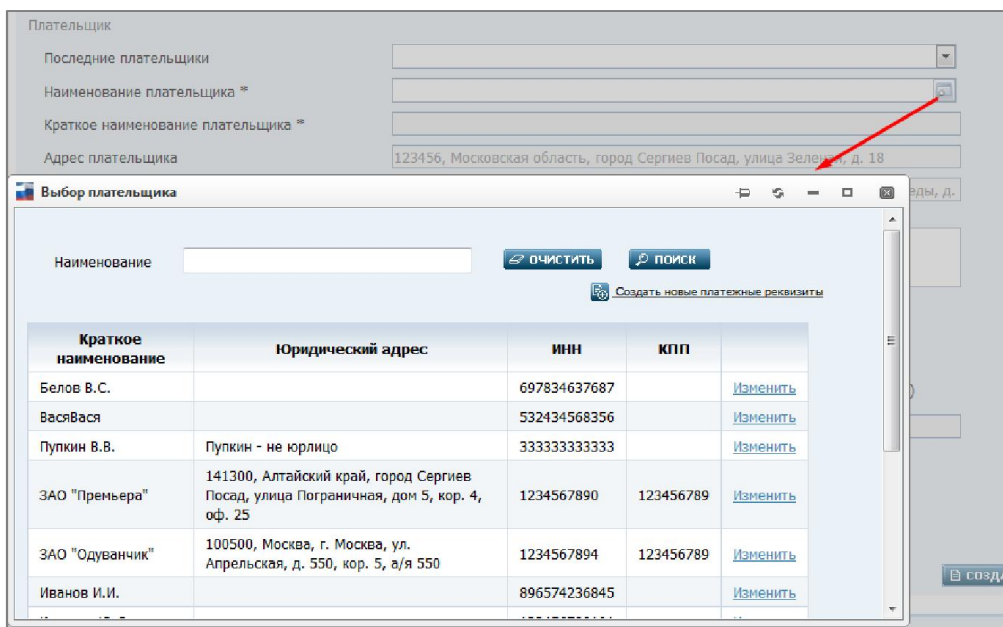 Плательщик
Последние плательщики
Наименование плательщика *
Краткое наименование плательщика *
Адрес плательщика 123456, Московская область, город Сергиев Посад, улица Зеленая, д. 18
Выбор плательщика
д.
Наименование ОЧИСТИТЬ ПОИСК
Создать новые платежные реквизиты
Краткое наименование Юридический адрес ИНН КПП
Белов В.С. 697834637687 Изменить
ВасяВася 532434568356 Изменить
Пупкин В.В. Пупкин - не юрлицо 333333333333 Изменить
141300, Алтайский край, город Сергиев
ЗАО "Премьера" Посад, улица Пограничная, дом 5, кор. 4, 1234567890 123456789 Изменить
оф. 25
ЗАО "Одуванчик" 100500, Москва, г. Москва, ул. 1234567894 123456789 Изменить
Апрельская, д. 550, кор. 5, а/я 550
Иванов И.И. 896574236845 Изменить
СОЗДА